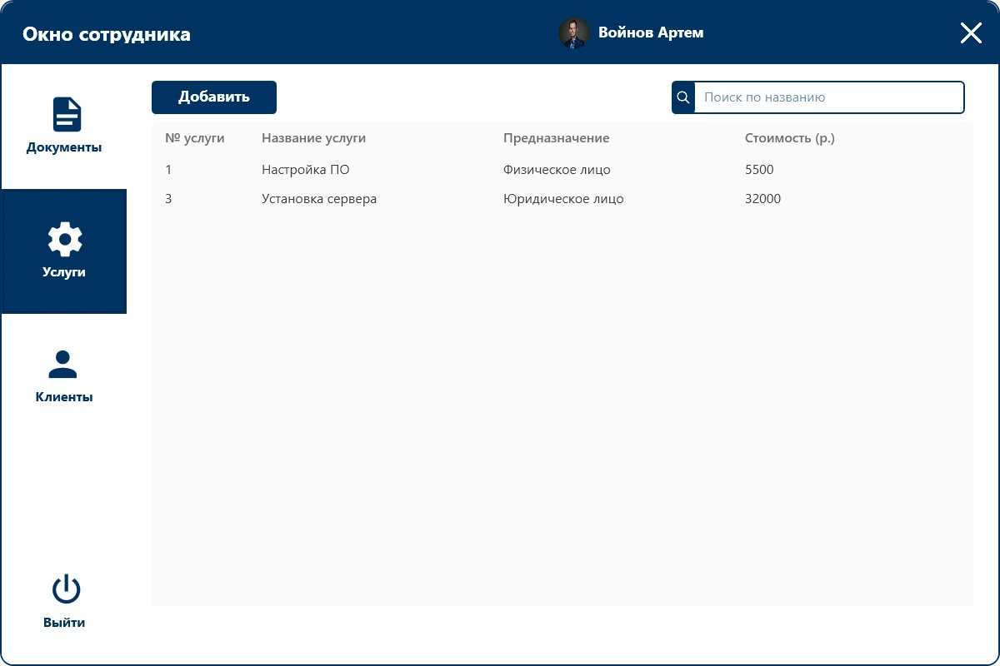 Окно сотрудника
Войнов Артем
Документы
Услуги
Клиенты
Выйти
Добавить
Поиск по названию
№ услуги Название услуги Предназначение Стоимость (р.)
1 Настройка ПО Физическое лицо 5500
3 Установка сервера Юридическое лицо 32000